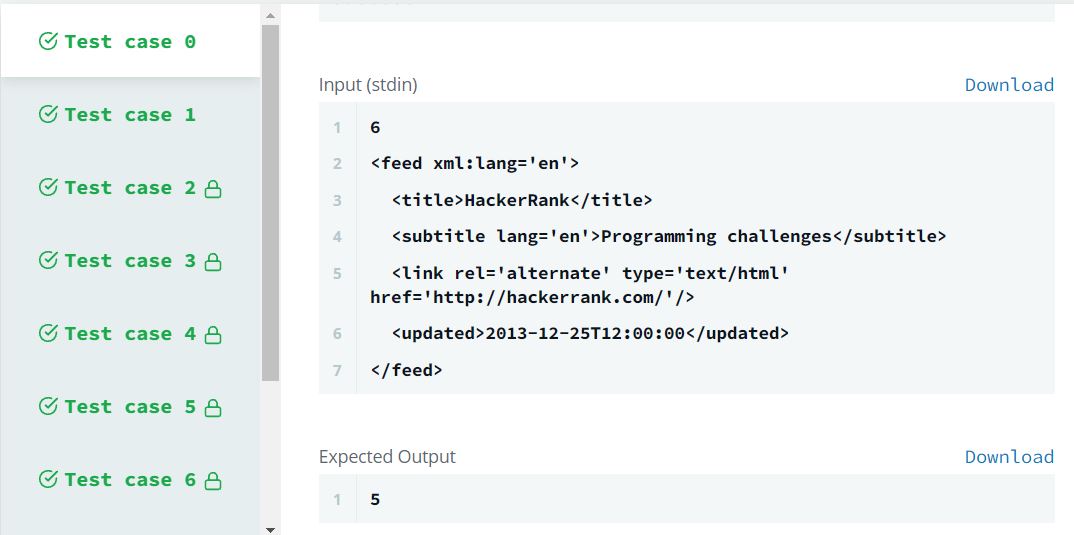 Test case 0
Test case 1
Test case 2
Test case 3
Test case 4
Test case 5
Test case 6
Input (stdin)
Download
1 6
2 <feed xml:lang='en'>
3 <title>HackerRank</title>
4 <subtitle lang='en'>Programming challenges</subtitle>
5 <link rel='alternate' type='text/html'
href='http://hackerrank.com/'/>
6 <updated>2013-12-25T12:00:00</updated>
7 </feed>
Expected Output
Download
1 5